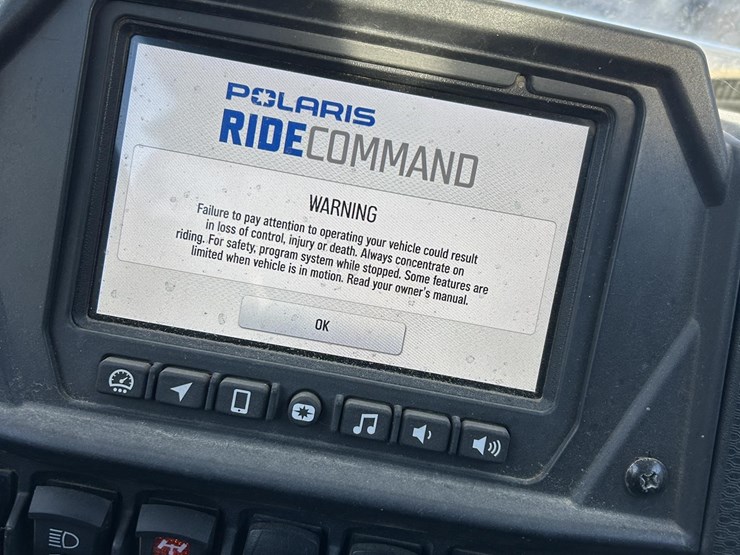 POLARIS
RIDECOMMAND
WARNING
Failure to pay attention to operating your vehicle could result
in loss of control, injury or death. Always concentrate on
riding. For safety, program system while stopped. Some features are
limited when vehicle is in motion. Read your owner's manual.
OK